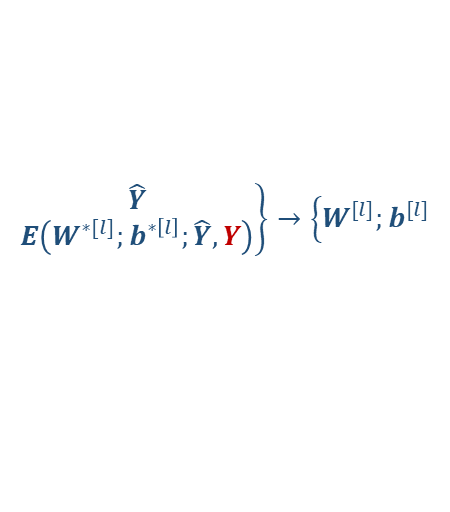 Ŷ
E(W*[l]; b*[l]; Ŷ, Y)} → {W[l]; b[l]